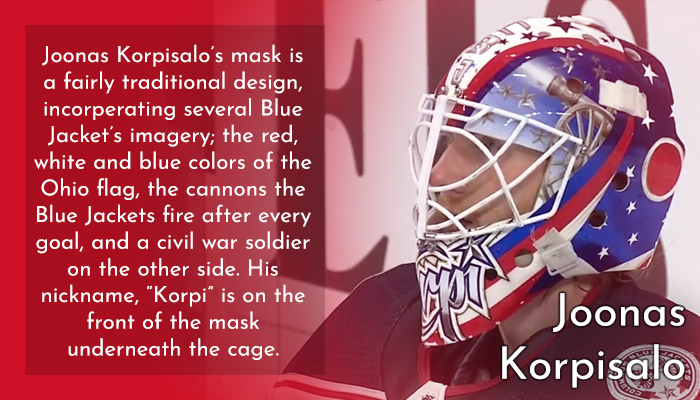 Joonas Korpisalo's mask is
a fairly traditional design,
incorperating several Blue
Jacket's imagery; the red,
white and blue colors of the
Ohio flag, the cannons the
Blue Jackets fire after every
goal, and a civil war soldier
on the other side. His
nickname, “Korpi” is on the
front of the mask
underneath the cage.
Korpi
Joonas
Korpisalo